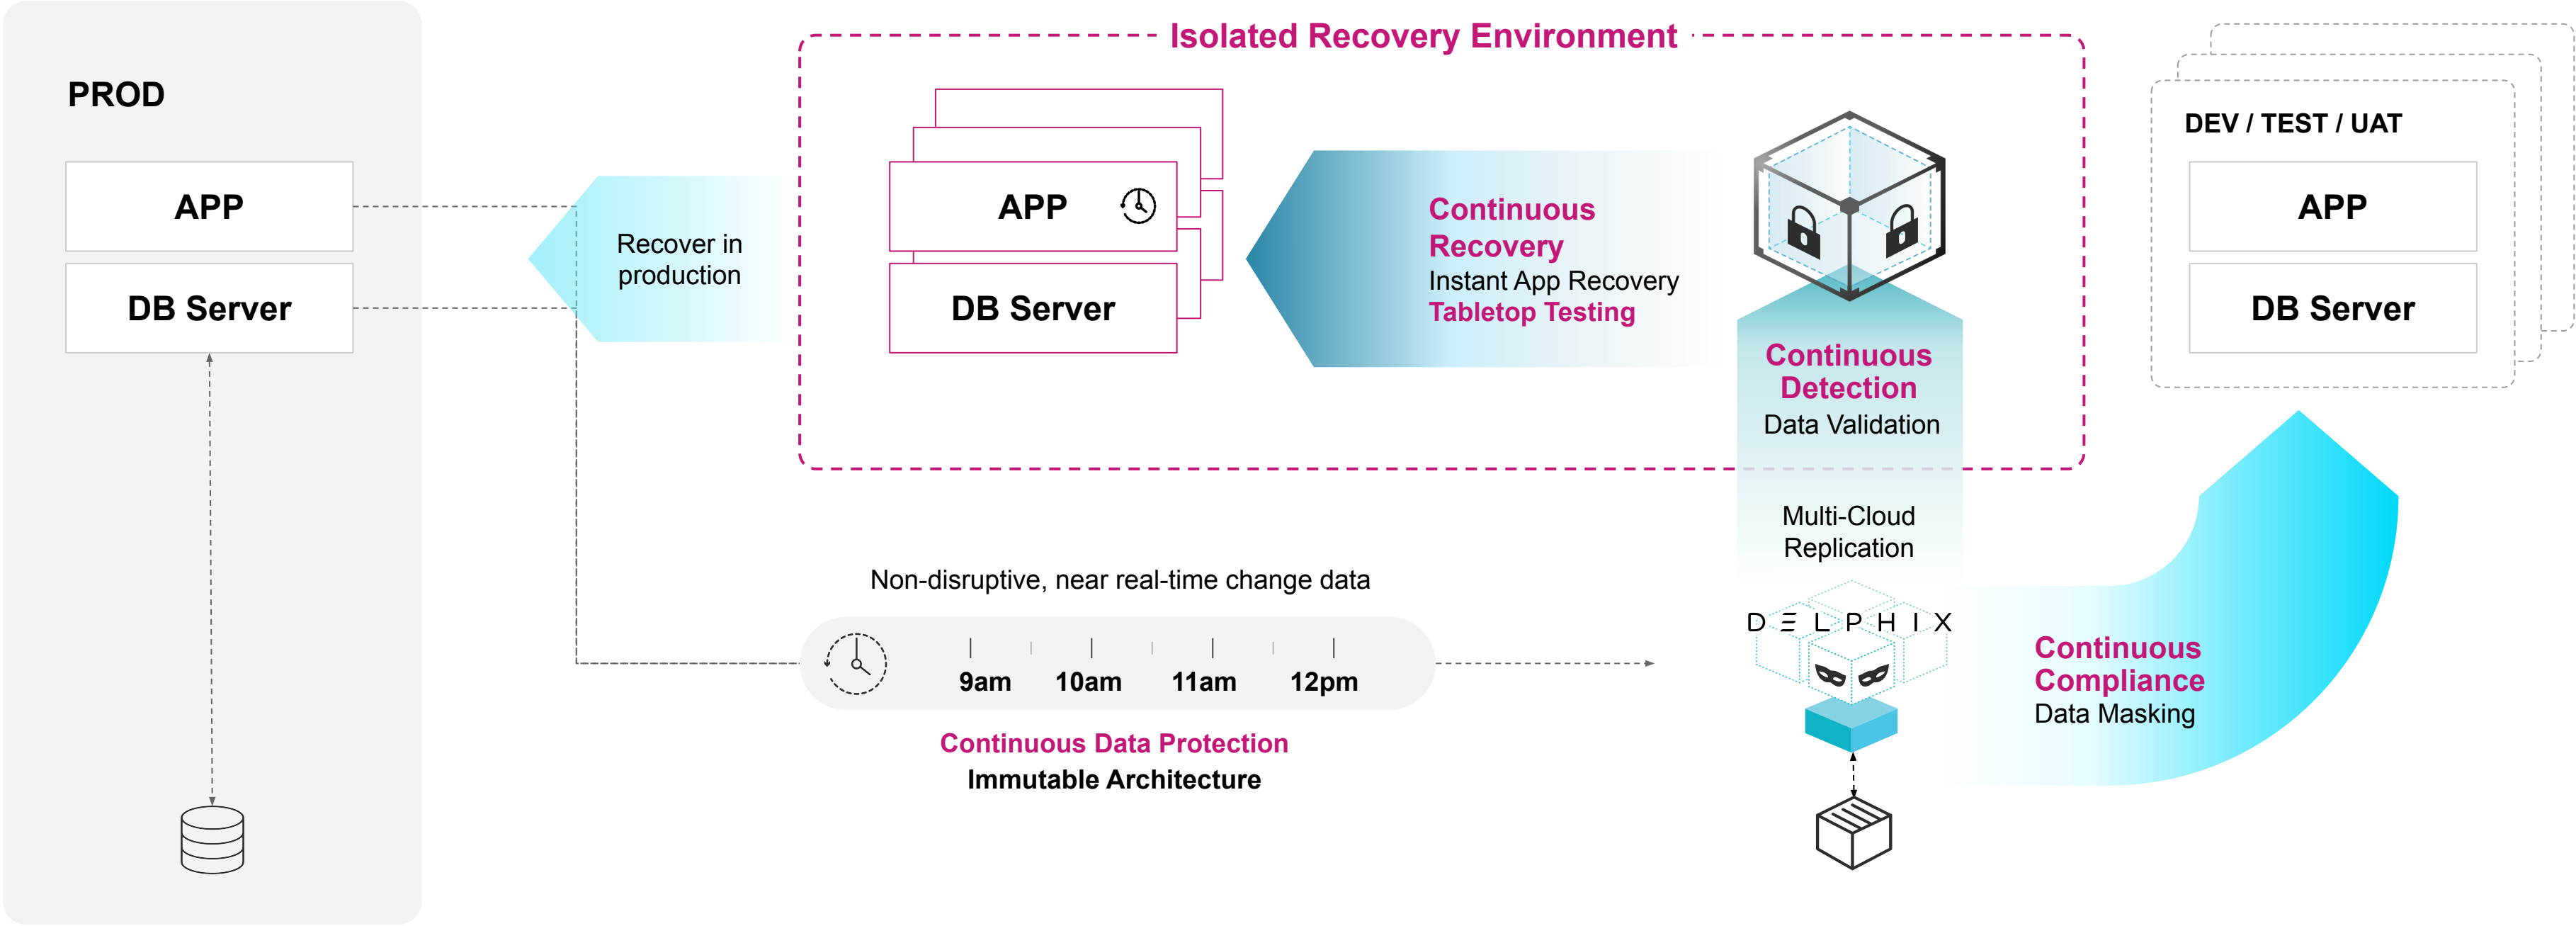 PROD
APP
DB Server
Recover in
production
Isolated Recovery Environment
APP
DB Server
Continuous
Recovery
Instant App Recovery
Tabletop Testing
Continuous
Detection
Data Validation
Multi-Cloud
Replication
DELPHIX
Non-disruptive, near real-time change data
9am 10am 11am 12pm
Continuous Data Protection
Immutable Architecture
Continuous
Compliance
Data Masking
DEV / TEST / UAT
APP
DB Server